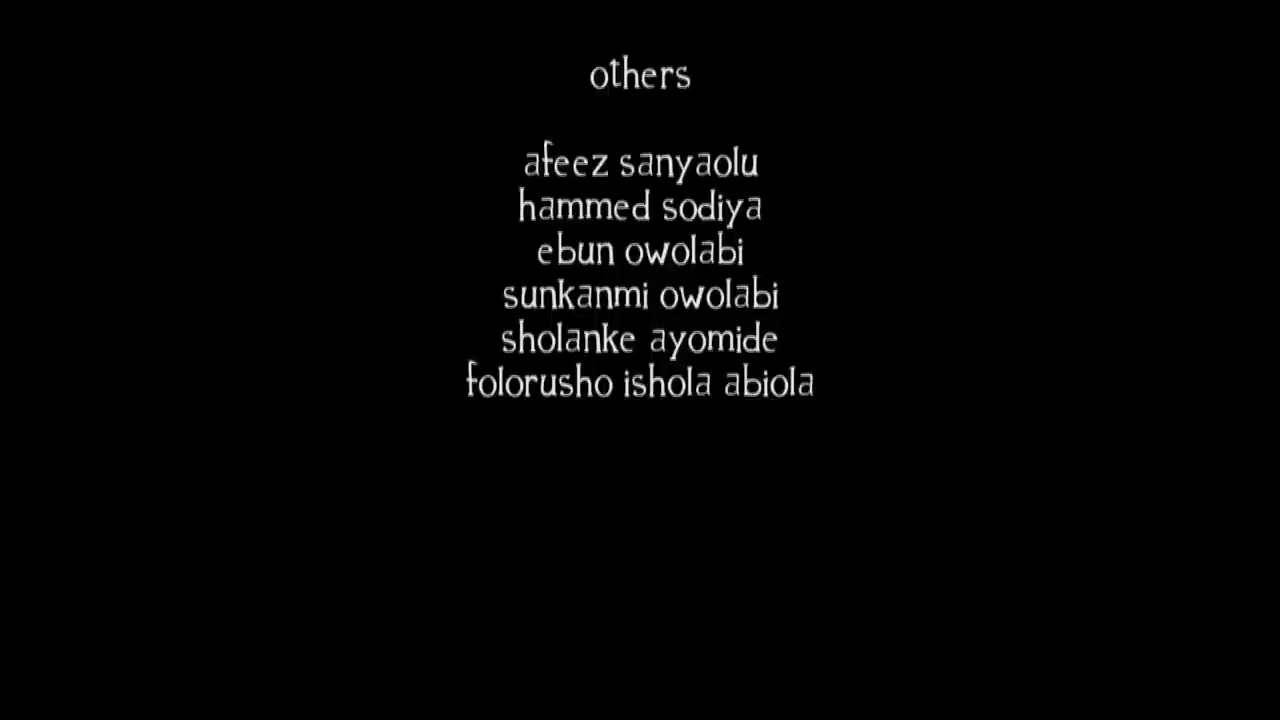 others
afeez sanyaolu
hammed sodiya
ebun owolabi
sunkanmi owolabi
sholanke ayomide
folorusho ishola abiola